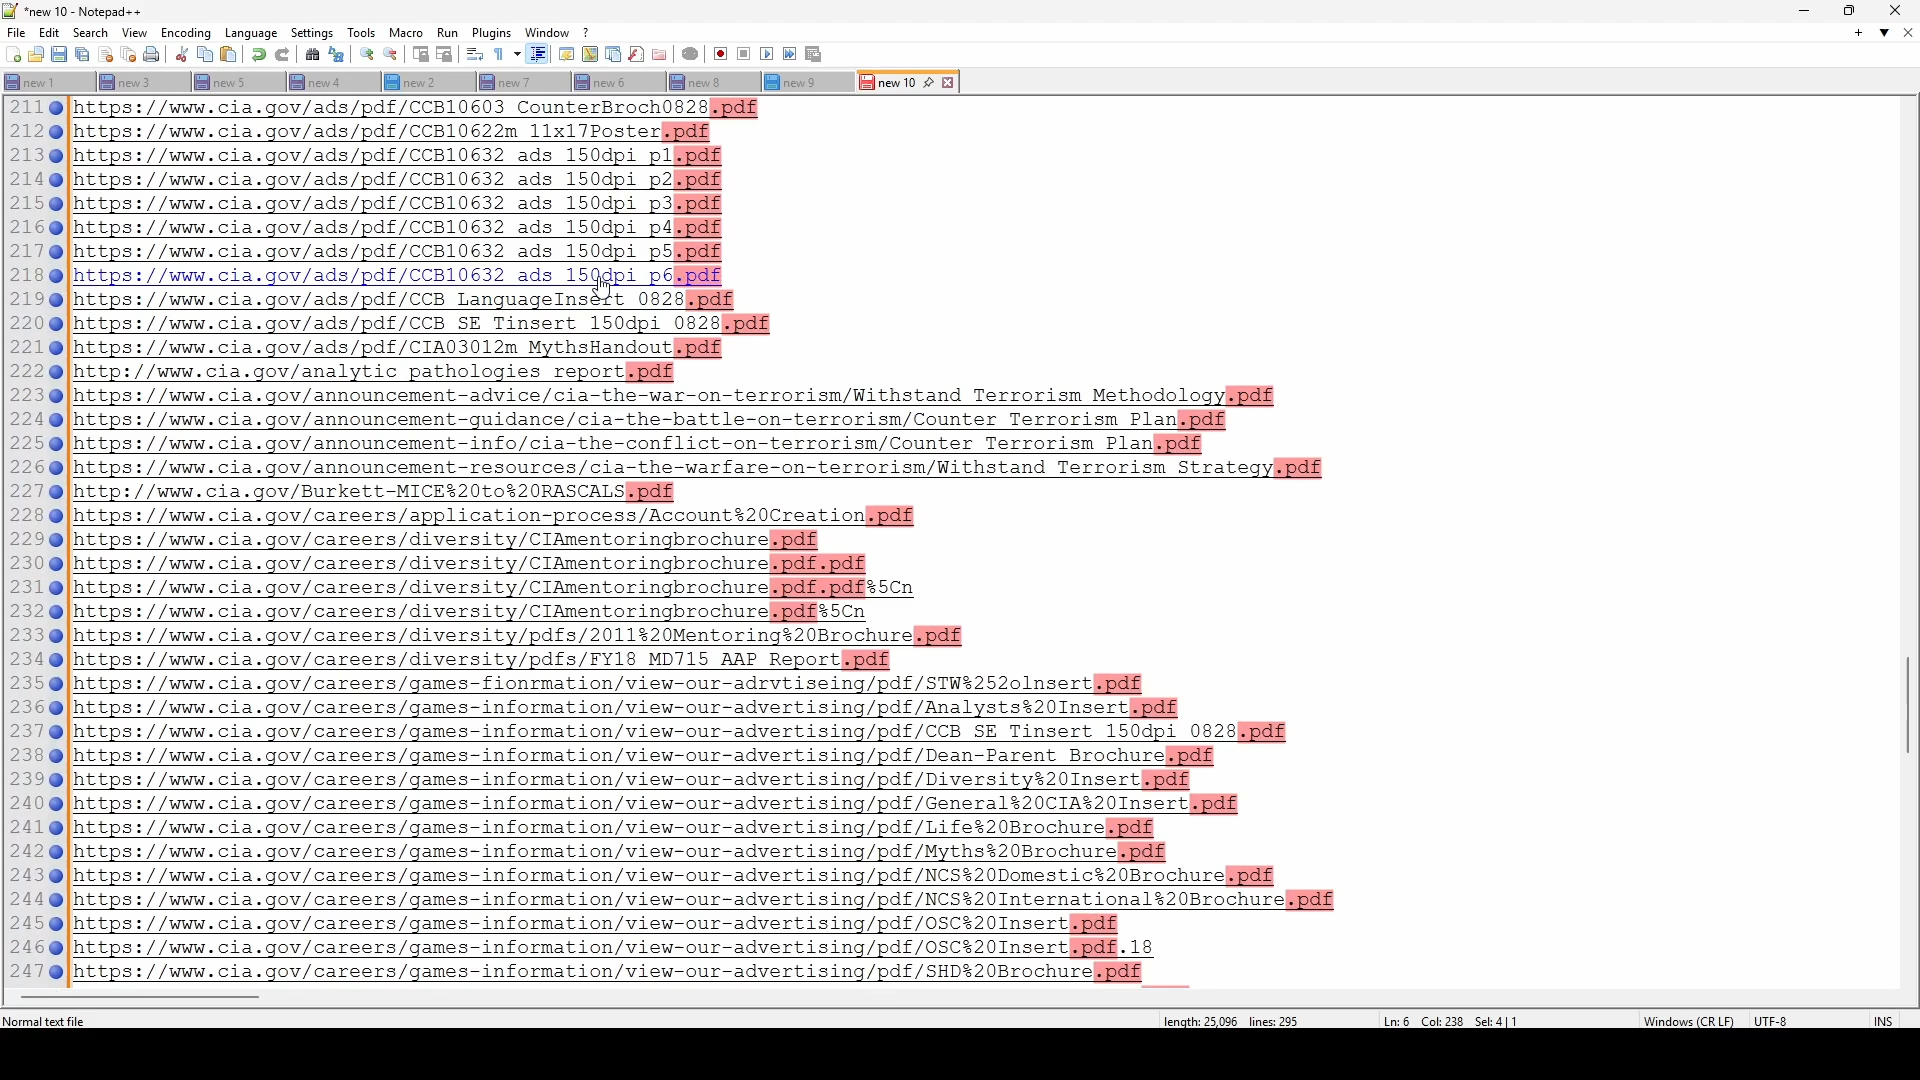 *new 10 - Notepad++
File Edit Search View Encoding Language Settings Tools Macro Run Plugins Window ?
new 1 new 3 new 5 new 4 new 2 new 7 new 6 new 8 new 9 new 10
211 https://www.cia.gov/ads/pdf/CCB10603 CounterBroch0828.pdf
212 https://www.cia.gov/ads/pdf/CCB10622m 11x17Poster.pdf
213 https://www.cia.gov/ads/pdf/CCB10632 ads 150dpi p1.pdf
214 https://www.cia.gov/ads/pdf/CCB10632 ads 150dpi p2.pdf
215 https://www.cia.gov/ads/pdf/CCB10632 ads 150dpi p3.pdf
216 https://www.cia.gov/ads/pdf/CCB10632 ads 150dpi p4.pdf
217 https://www.cia.gov/ads/pdf/CCB10632 ads 150dpi p5.pdf
218 https://www.cia.gov/ads/pdf/CCB10632 ads 150dpi p6.pdf
219 https://www.cia.gov/ads/pdf/CCB LanguageInsert 0828.pdf
220 https://www.cia.gov/ads/pdf/CCB SE Tinsert 150dpi 0828.pdf
221 https://www.cia.gov/ads/pdf/CIA03012m MythsHandout.pdf
222 http://www.cia.gov/analytic pathologies report.pdf
223 https://www.cia.gov/announcement-advice/cia-the-war-on-terrorism/Withstand Terrorism Methodology.pdf
224 https://www.cia.gov/announcement-guidance/cia-the-battle-on-terrorism/Counter Terrorism Plan.pdf
225 https://www.cia.gov/announcement-info/cia-the-conflict-on-terrorism/Counter Terrorism Plan.pdf
226 https://www.cia.gov/announcement-resources/cia-the-warfare-on-terrorism/Withstand Terrorism Strategy.pdf
227 http://www.cia.gov/Burkett-MICE%20to%20RASCALS.pdf
228 https://www.cia.gov/careers/application-process/Account%20Creation.pdf
229 https://www.cia.gov/careers/diversity/CIAmentoringbrochure.pdf
230 https://www.cia.gov/careers/diversity/CIAmentoringbrochure.pdf.pdf
231 https://www.cia.gov/careers/diversity/CIAmentoringbrochure.pdf.pdf%5Cn
232 https://www.cia.gov/careers/diversity/CIAmentoringbrochure.pdf%5Cn
233 https://www.cia.gov/careers/diversity/pdfs/2011%20Mentoring%20Brochure.pdf
234 https://www.cia.gov/careers/diversity/pdfs/FY18 MD715 AAP Report.pdf
235 https://www.cia.gov/careers/games-fionrmation/view-our-adrvtiseing/pdf/STW%252olnsert.pdf
236 https://www.cia.gov/careers/games-information/view-our-advertising/pdf/Analysts%20Insert.pdf
237 https://www.cia.gov/careers/games-information/view-our-advertising/pdf/CCB SE Tinsert 150dpi 0828.pdf
238 https://www.cia.gov/careers/games-information/view-our-advertising/pdf/Dean-Parent Brochure.pdf
239 https://www.cia.gov/careers/games-information/view-our-advertising/pdf/Diversity%20Insert.pdf
240 https://www.cia.gov/careers/games-information/view-our-advertising/pdf/General%20CIA%20Insert.pdf
241 https://www.cia.gov/careers/games-information/view-our-advertising/pdf/Life%20Brochure.pdf
242 https://www.cia.gov/careers/games-information/view-our-advertising/pdf/Myths%20Brochure.pdf
243 https://www.cia.gov/careers/games-information/view-our-advertising/pdf/NCS%20Domestic%20Brochure.pdf
244 https://www.cia.gov/careers/games-information/view-our-advertising/pdf/NCS%20International%20Brochure.pdf
245 https://www.cia.gov/careers/games-information/view-our-advertising/pdf/OSC%20Insert.pdf
246 https://www.cia.gov/careers/games-information/view-our-advertising/pdf/OSC%20Insert.pdf.18
247 https://www.cia.gov/careers/games-information/view-our-advertising/pdf/SHD%20Brochure.pdf
Normal text file length: 25,096 lines: 295 Ln: 6 Col: 238 Sel: 4 | 1 Windows (CR LF) UTF-8 INS